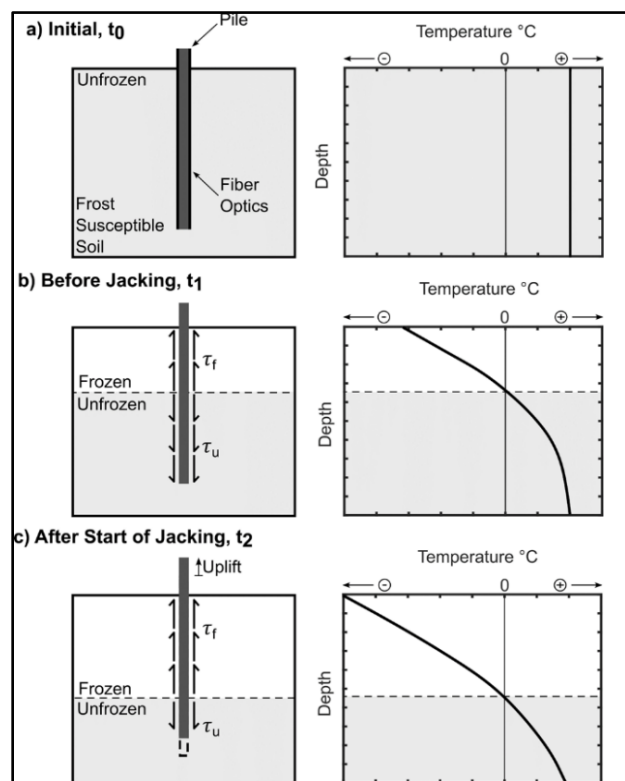 a) Initial, t0
Pile
Unfrozen
Fiber
Optics
Frost
Susceptible
Soil
Temperature °C
⊖ 0 ⊕
Depth
b) Before Jacking, t1
τf
Frozen
Unfrozen
τu
Temperature °C
⊖ 0 ⊕
Depth
c) After Start of Jacking, t2
Uplift
τf
Frozen
Unfrozen
τu
Temperature °C
⊖ 0 ⊕
Depth